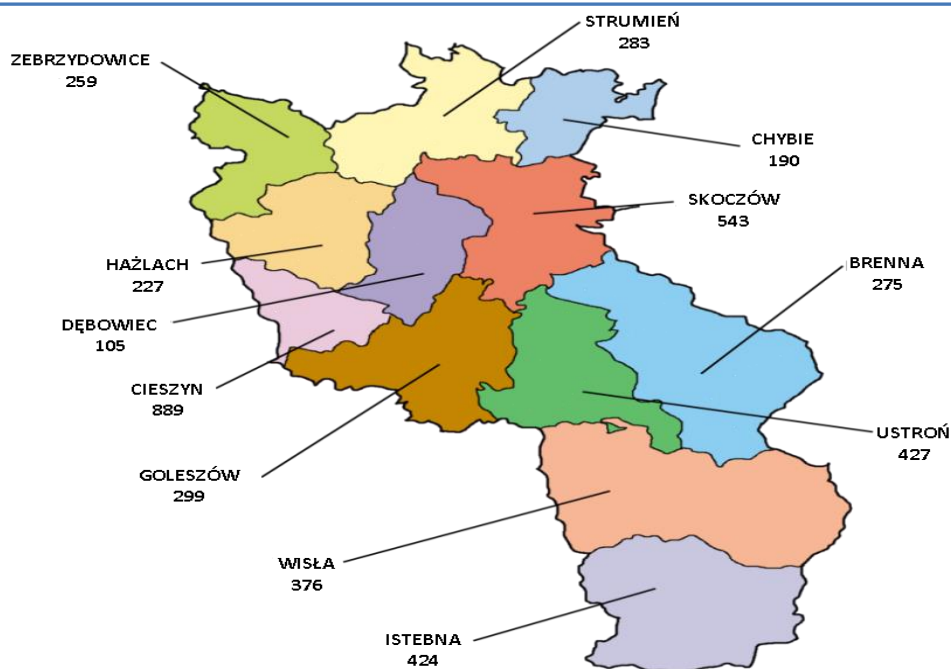 STRUMIEŃ
283
ZEBRZYDOWICE
259
CHYBIE
190
SKOCZÓW
543
HAŻLACH
227
BRENNA
275
DĘBOWIEC
105
CIESZYN
889
USTROŃ
427
GOLESZÓW
299
WISŁA
376
ISTEBNA
424